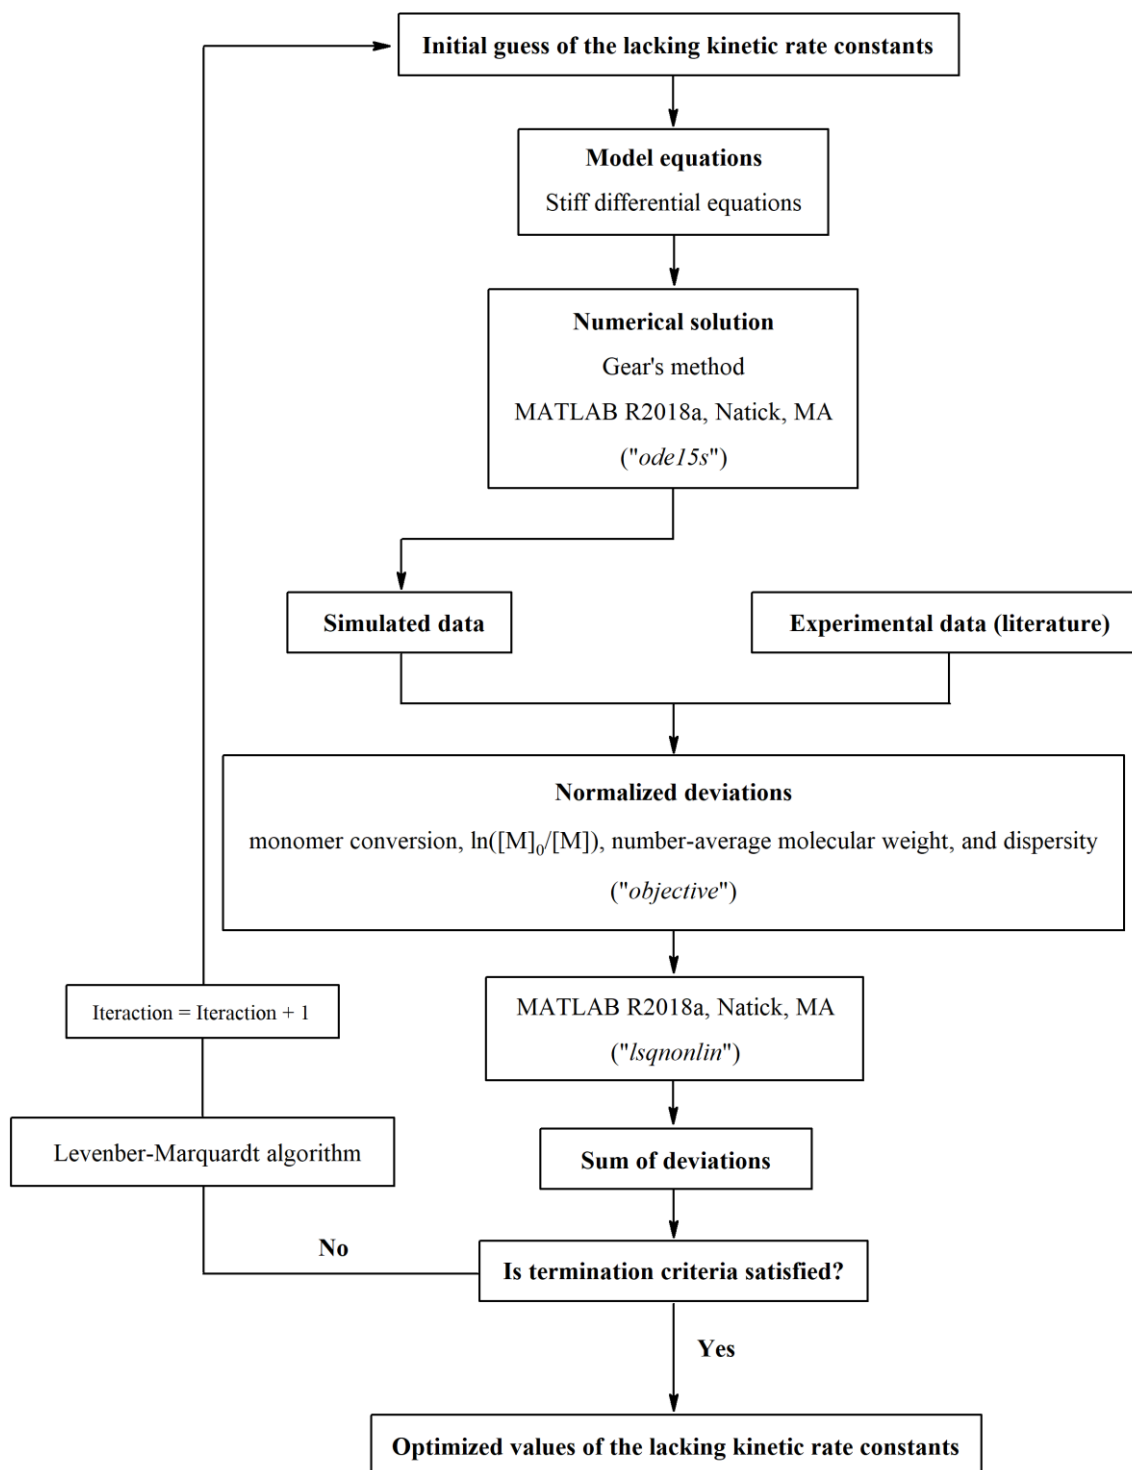 Initial guess of the lacking kinetic rate constants
Model equations
Stiff differential equations
Numerical solution
Gear's method
MATLAB R2018a, Natick, MA
("ode15s")
Simulated data
Experimental data (literature)
Normalized deviations
monomer conversion, ln([M]₀/[M]), number-average molecular weight, and dispersity
("objective")
MATLAB R2018a, Natick, MA
("lsqnonlin")
Iteraction = Iteraction + 1
Levenber-Marquardt algorithm
Sum of deviations
No
Is termination criteria satisfied?
Yes
Optimized values of the lacking kinetic rate constants